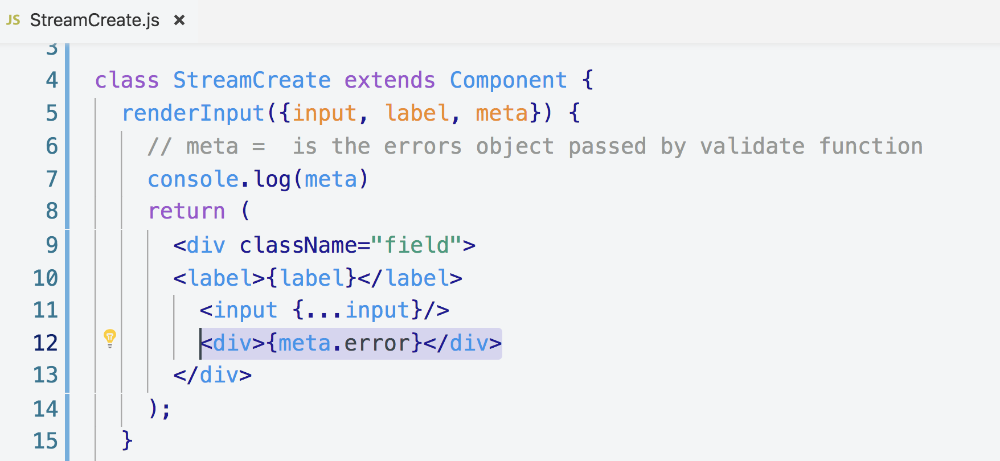 JS StreamCreate.js ×
3
4 class StreamCreate extends Component {
5 renderInput({input, label, meta}) {
6 // meta =  is the errors object passed by validate function
7 console.log(meta)
8 return (
9 <div className="field">
10 <label>{label}</label>
11 <input {...input}/>
12 <div>{meta.error}</div>
13 </div>
14 );
15 }